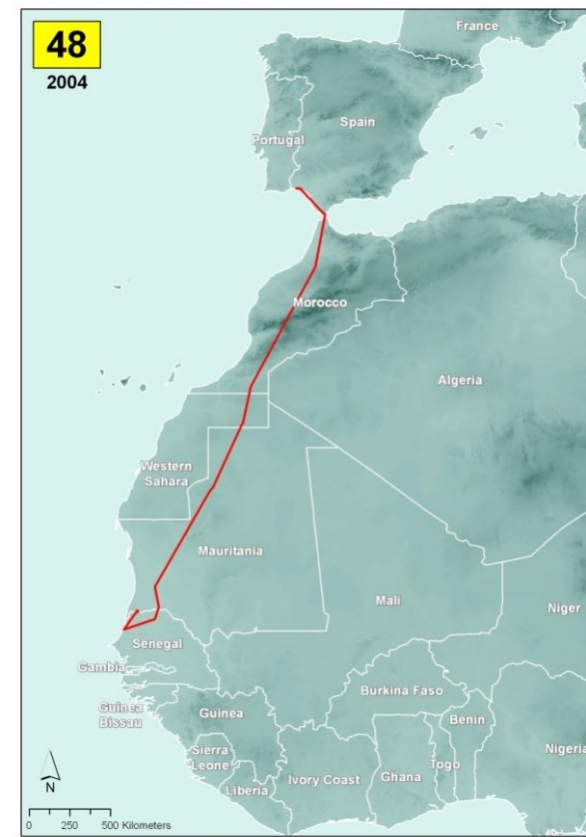 48
2004
France
Portugal
Spain
Morocco
Algeria
Western
Sahara
Mauritania
Mali
Niger
Senegal
Gambia
Guinea
Bissau
Guinea
Burkina Faso
Benin
Sierra
Leone
Liberia
Ivory Coast
Ghana
Togo
Nigeria
N
0 250 500 Kilometers